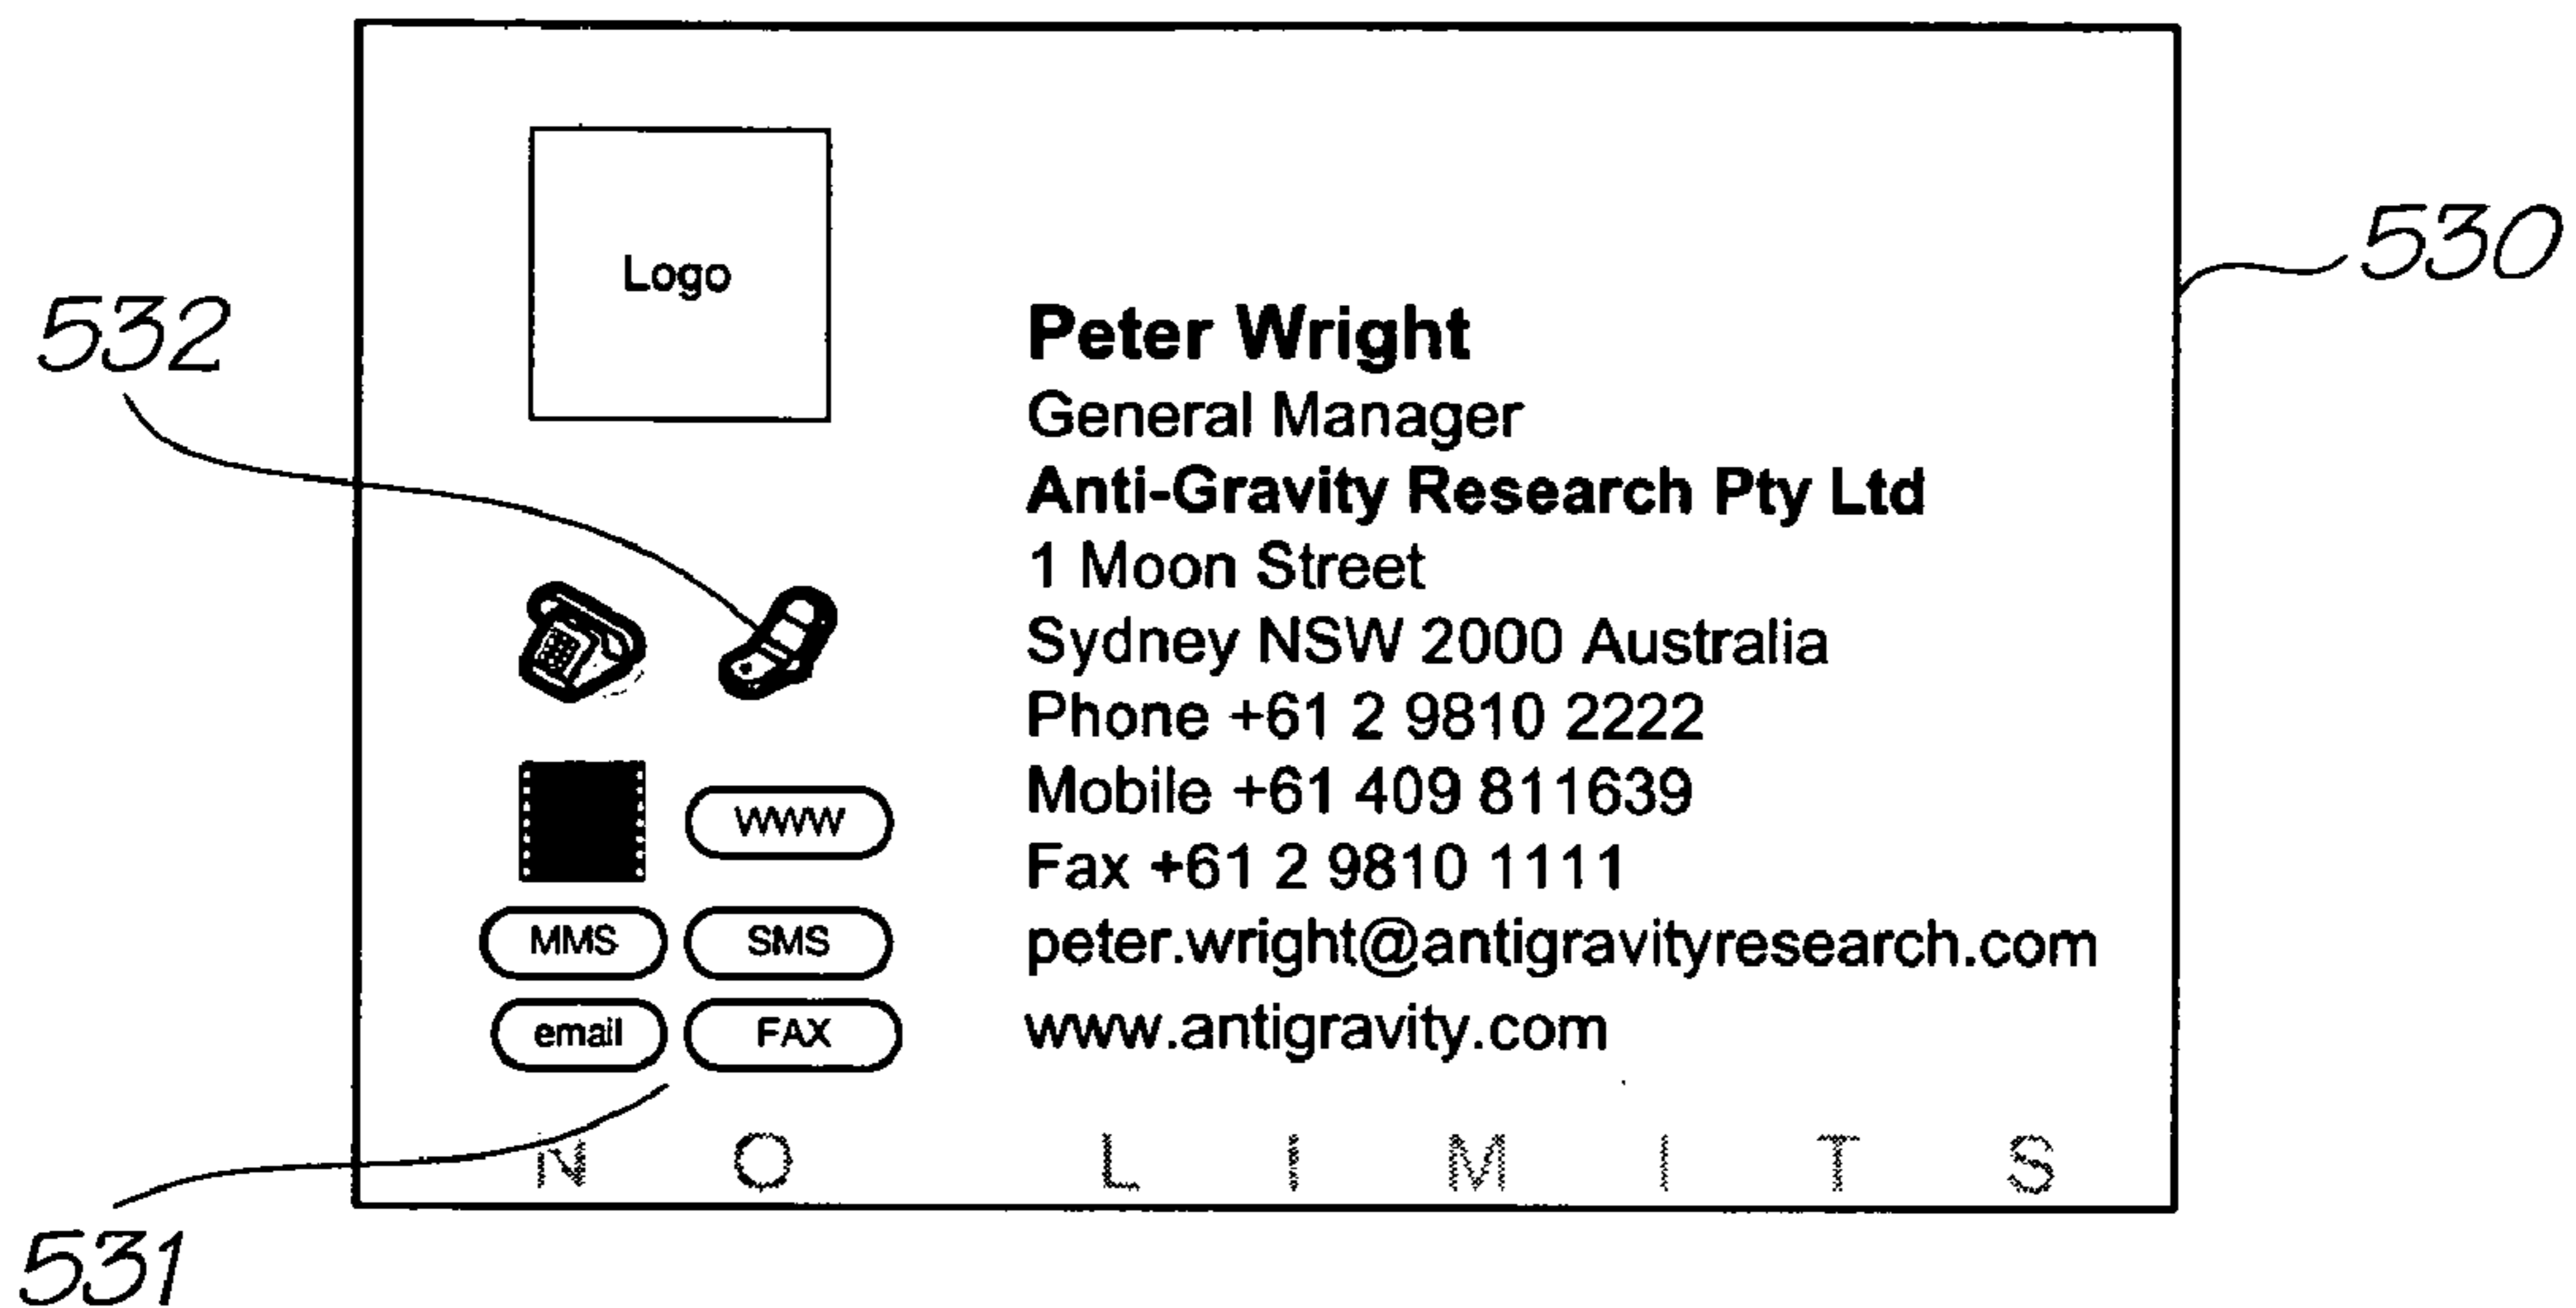 530
Logo
532
Peter Wright
General Manager
Anti-Gravity Research Pty Ltd
1 Moon Street
Sydney NSW 2000 Australia
Phone +61 2 9810 2222
Mobile +61 409 811639
Fax +61 2 9810 1111
peter.wright@antigravityresearch.com
www.antigravity.com
WWW
MMS SMS
email FAX
NO LIMITS
531